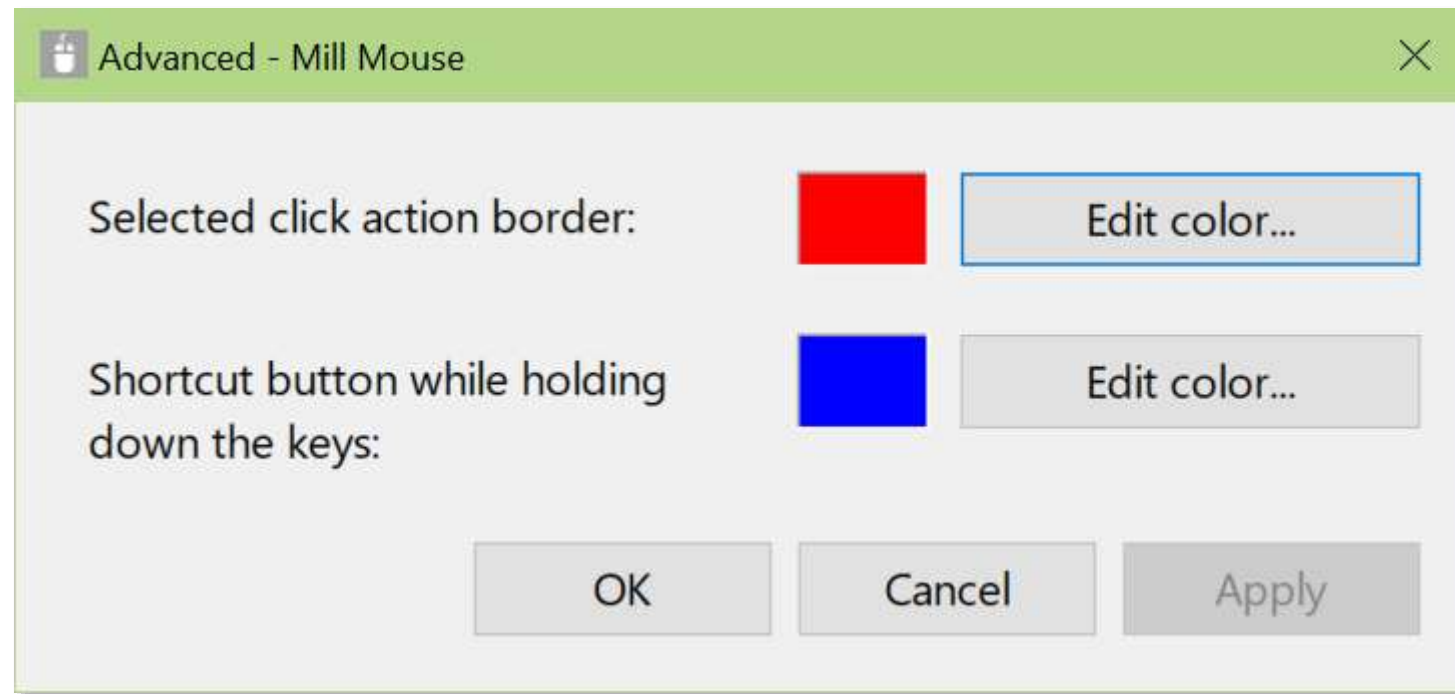 Advanced - Mill Mouse
Selected click action border:
Edit color...
Shortcut button while holding
down the keys:
Edit color...
OK
Cancel
Apply